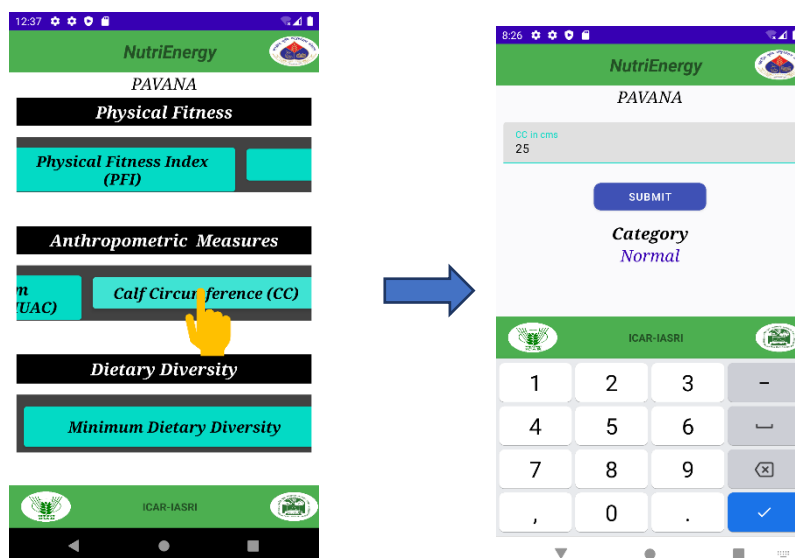 12:37
NutriEnergy
PAVANA
Physical Fitness
Physical Fitness Index
(PFI)
Anthropometric Measures
m
UAC)
Calf Circumference (CC)
Dietary Diversity
Minimum Dietary Diversity
ICAR-IASRI
8:26
NutriEnergy
PAVANA
CC in cms
25
SUBMIT
Category
Normal
ICAR-IASRI
1 2 3 –
4 5 6
7 8 9
, 0 .